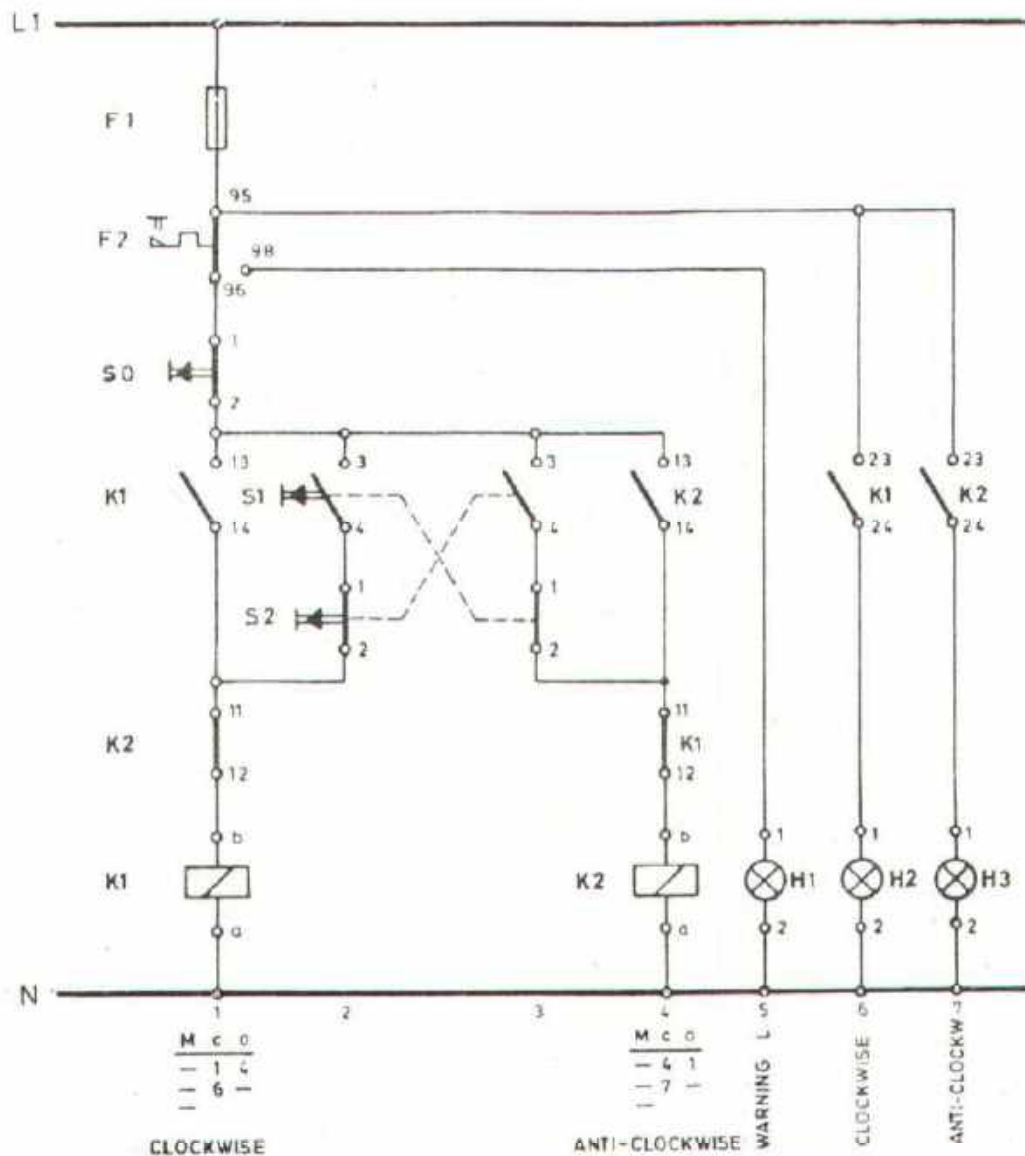 L1
F1
95
F2
98
96
1
S0
2
13 3 3 13 23 23
K1 S1 K2 K1 K2
14 4 4 14 24 24
1 1
S2
2 2
11 11
K2 K1
12 12
b b 1 1 1
K1 K2 H1 H2 H3
a a 2 2 2
N
1 2 3 4 5 6 7
M c o M c o
– 1 4 – 4 1
– 6 – – 7 –
– –
WARNING L
CLOCKWISE
ANTI-CLOCKW
CLOCKWISE ANTI-CLOCKWISE